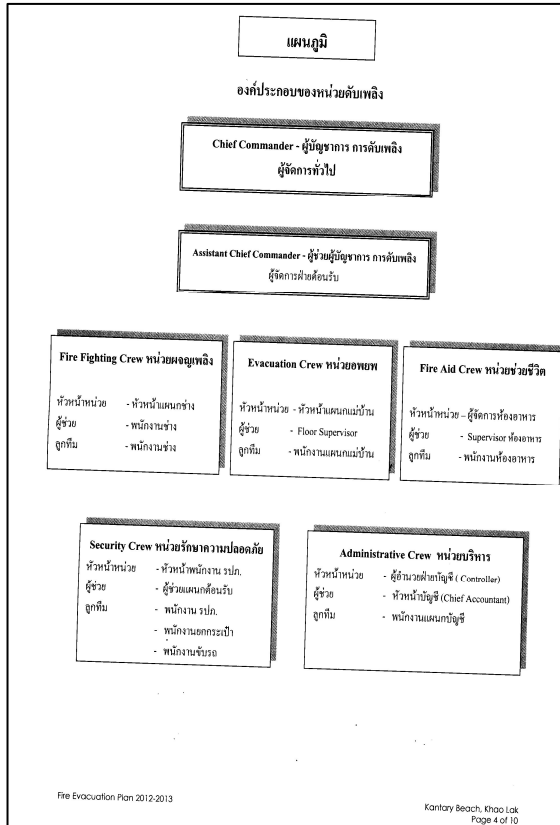 แผนภูมิ
องค์ประกอบของหน่วยดับเพลิง
Chief Commander - ผู้บัญชาการ การดับเพลิง
ผู้จัดการทั่วไป
Assistant Chief Commander - ผู้ช่วยผู้บัญชาการ การดับเพลิง
ผู้จัดการฝ่ายต้อนรับ
Fire Fighting Crew หน่วยผจญเพลิง
หัวหน้าหน่วย - หัวหน้าแผนกช่าง
ผู้ช่วย - พนักงานช่าง
ลูกทีม - พนักงานช่าง
Evacuation Crew หน่วยอพยพ
หัวหน้าหน่วย - หัวหน้าแผนกแม่บ้าน
ผู้ช่วย - Floor Supervisor
ลูกทีม - พนักงานแผนกแม่บ้าน
Fire Aid Crew หน่วยช่วยชีวิต
หัวหน้าหน่วย – ผู้จัดการห้องอาหาร
ผู้ช่วย - Supervisor ห้องอาหาร
ลูกทีม - พนักงานห้องอาหาร
Security Crew หน่วยรักษาความปลอดภัย
หัวหน้าหน่วย - หัวหน้าพนักงาน รปภ.
ผู้ช่วย - ผู้ช่วยแผนกต้อนรับ
ลูกทีม - พนักงาน รปภ.
- พนักงานยกกระเป๋า
- พนักงานขับรถ
Administrative Crew หน่วยบริหาร
หัวหน้าหน่วย - ผู้อำนวยฝ่ายบัญชี ( Controller)
ผู้ช่วย - หัวหน้าบัญชี (Chief Accountant)
ลูกทีม - พนักงานแผนกบัญชี
Fire Evacuation Plan 2012-2013
Kantary Beach, Khao Lak
Page 4 of 10